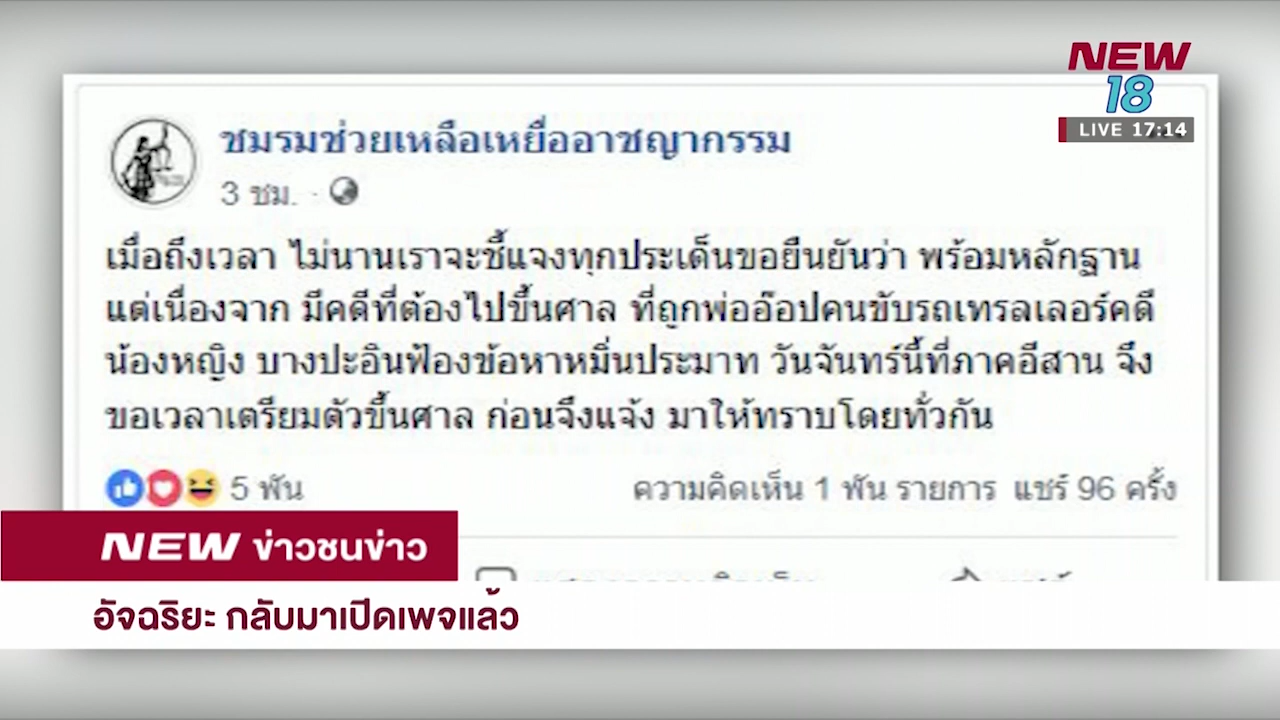 NEW
18
LIVE 17:14
ชมรมช่วยเหลือเหยื่ออาชญากรรม
3 ชม.
เมื่อถึงเวลา ไม่นานเราจะชี้แจงทุกประเด็นขอยืนยันว่า พร้อมหลักฐาน
แต่เนื่องจาก มีคดีที่ต้องไปขึ้นศาล ที่ถูกพ่ออ๊อปคนขับรถเทรลเลอร์คดี
น้องหญิง บางปะอินฟ้องข้อหาหมิ่นประมาท วันจันทร์นี้ที่ภาคอีสาน จึง
ขอเวลาเตรียมตัวขึ้นศาล ก่อนจึงแจ้ง มาให้ทราบโดยทั่วกัน
5 พัน
ความคิดเห็น 1 พัน รายการ แชร์ 96 ครั้ง
NEW ข่าวชนข่าว
อัจฉริยะ กลับมาเปิดเพจแล้ว